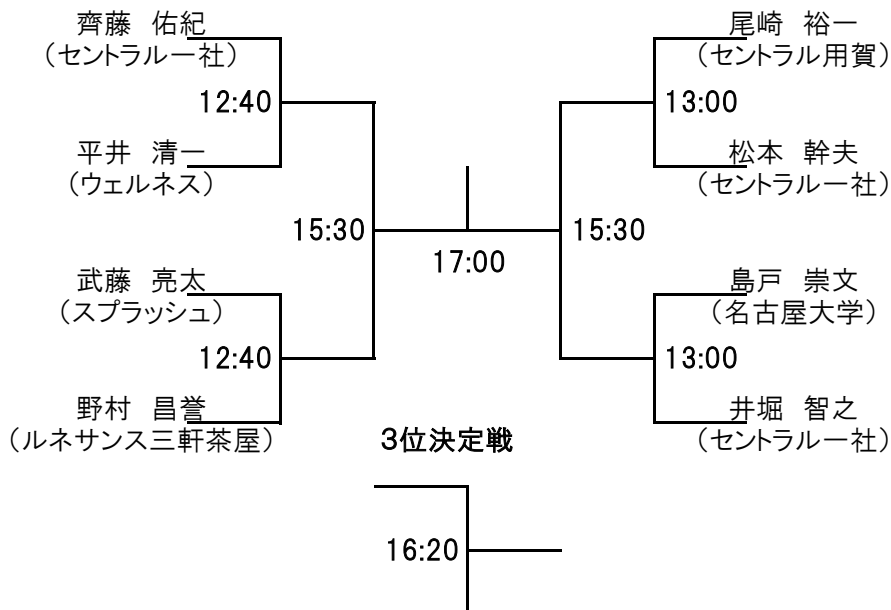 齊藤　佑紀
（セントラル一社）
12:40
平井　清一
（ウェルネス）
15:30
武藤　亮太
（スプラッシュ）
12:40
野村　昌誉
（ルネサンス三軒茶屋）
17:00
尾崎　裕一
（セントラル用賀）
13:00
松本　幹夫
（セントラル一社）
15:30
島戸　崇文
（名古屋大学）
13:00
井堀　智之
（セントラル一社）
3位決定戦
16:20